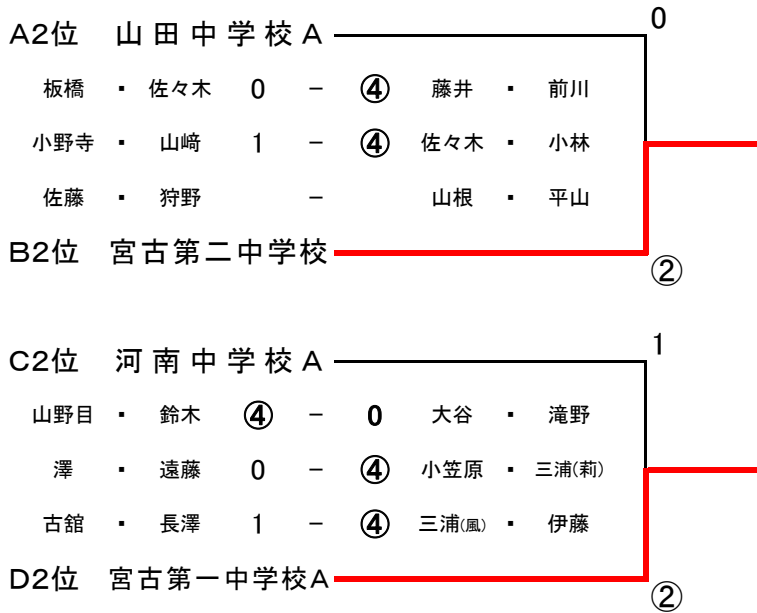 0
A2位 山田中学校A
板橋 ・ 佐々木 0 － ④ 藤井 ・ 前川
小野寺 ・ 山﨑 1 － ④ 佐々木 ・ 小林
佐藤 ・ 狩野 － 山根 ・ 平山
B2位 宮古第二中学校
②
1
C2位 河南中学校A
山野目 ・ 鈴木 ④ － 0 大谷 ・ 滝野
澤 ・ 遠藤 0 － ④ 小笠原 ・ 三浦(莉)
古舘 ・ 長澤 1 － ④ 三浦(風) ・ 伊藤
D2位 宮古第一中学校A
②